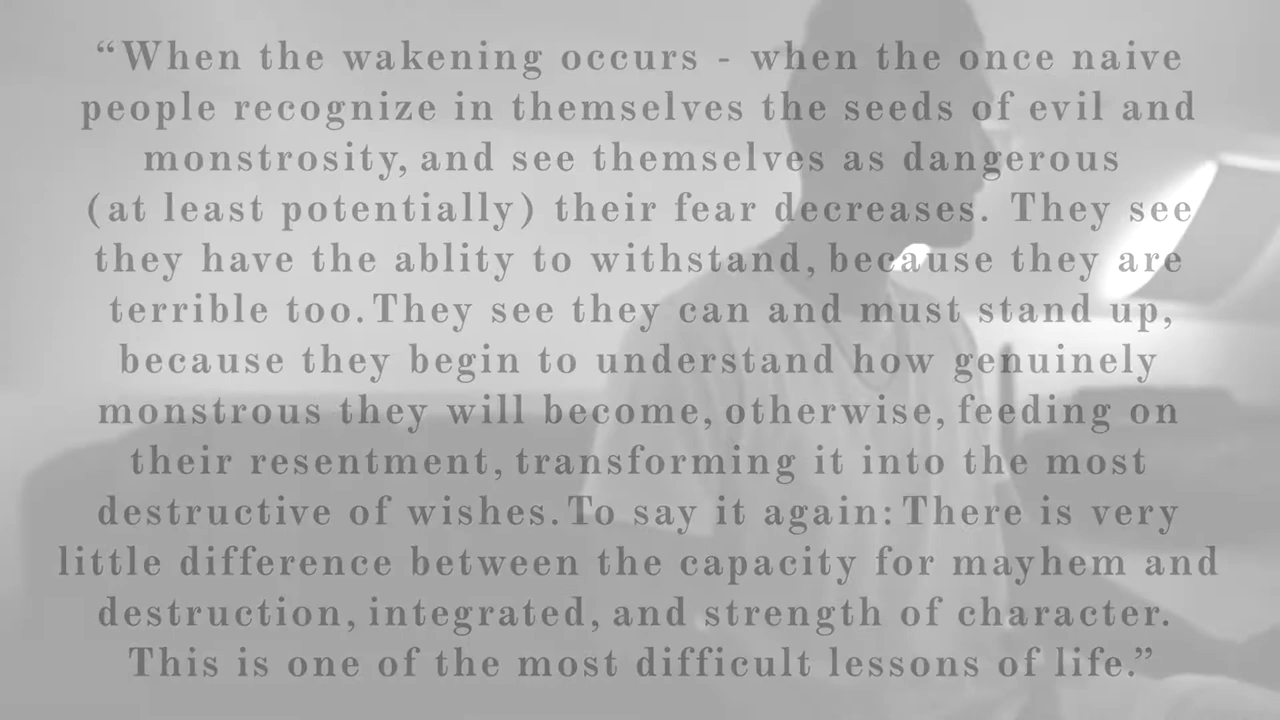 “When the wakening occurs - when the once naive
people recognize in themselves the seeds of evil and
monstrosity, and see themselves as dangerous
(at least potentially) their fear decreases. They see
they have the ablity to withstand, because they are
terrible too. They see they can and must stand up,
because they begin to understand how genuinely
monstrous they will become, otherwise, feeding on
their resentment, transforming it into the most
destructive of wishes. To say it again: There is very
little difference between the capacity for mayhem and
destruction, integrated, and strength of character.
This is one of the most difficult lessons of life.”